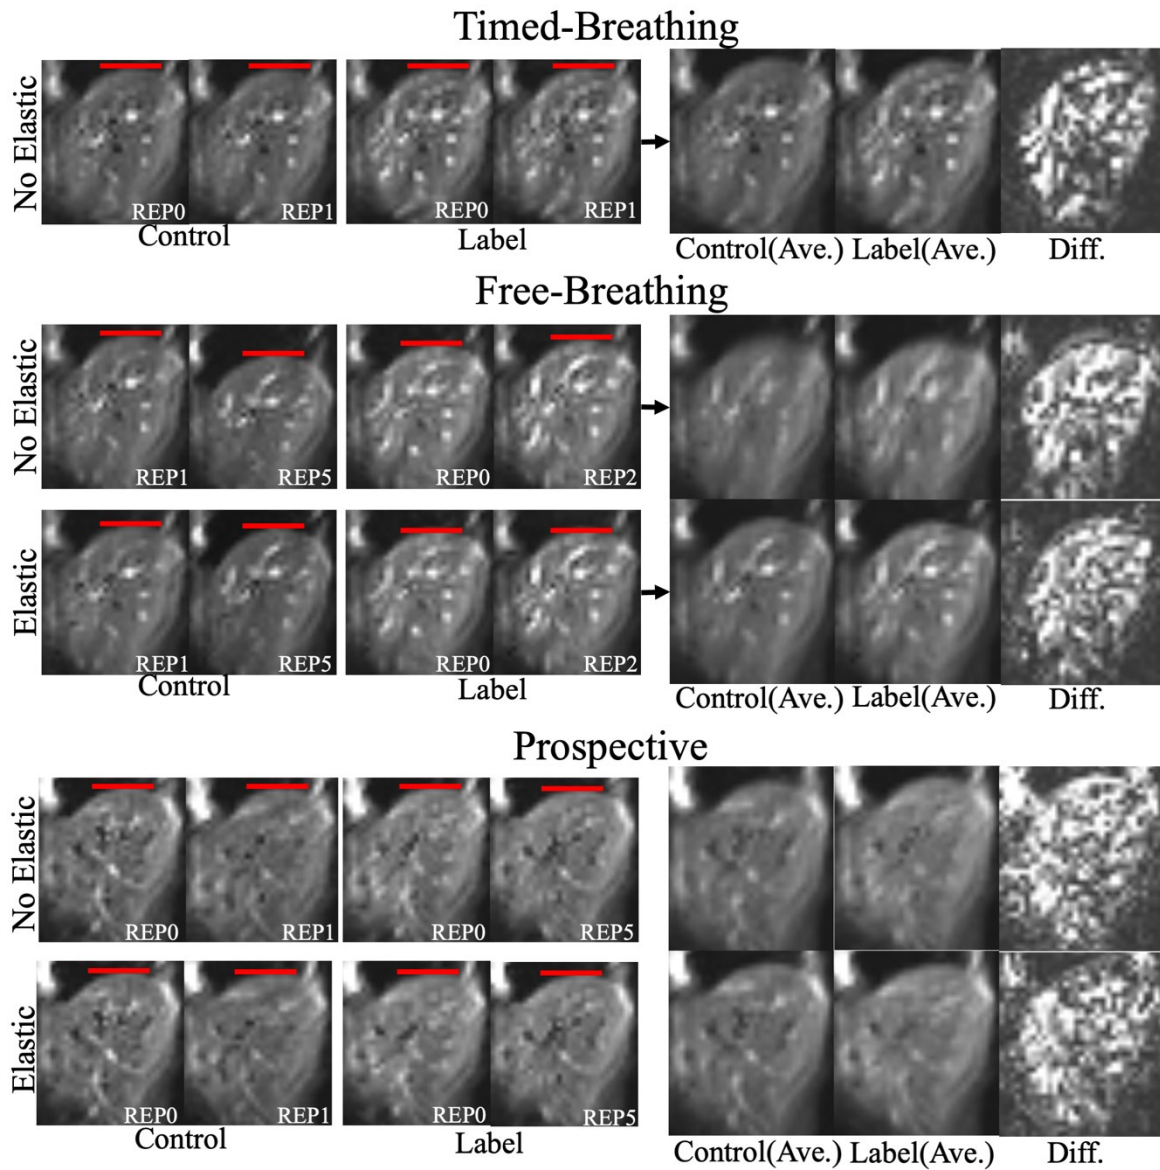 Timed-Breathing
No Elastic
REP0 REP1 REP0 REP1
Control Label Control(Ave.) Label(Ave.) Diff.
Free-Breathing
No Elastic
REP1 REP5 REP0 REP2
Elastic
REP1 REP5 REP0 REP2
Control Label Control(Ave.) Label(Ave.) Diff.
Prospective
No Elastic
REP0 REP1 REP0 REP5
Elastic
REP0 REP1 REP0 REP5
Control Label Control(Ave.) Label(Ave.) Diff.